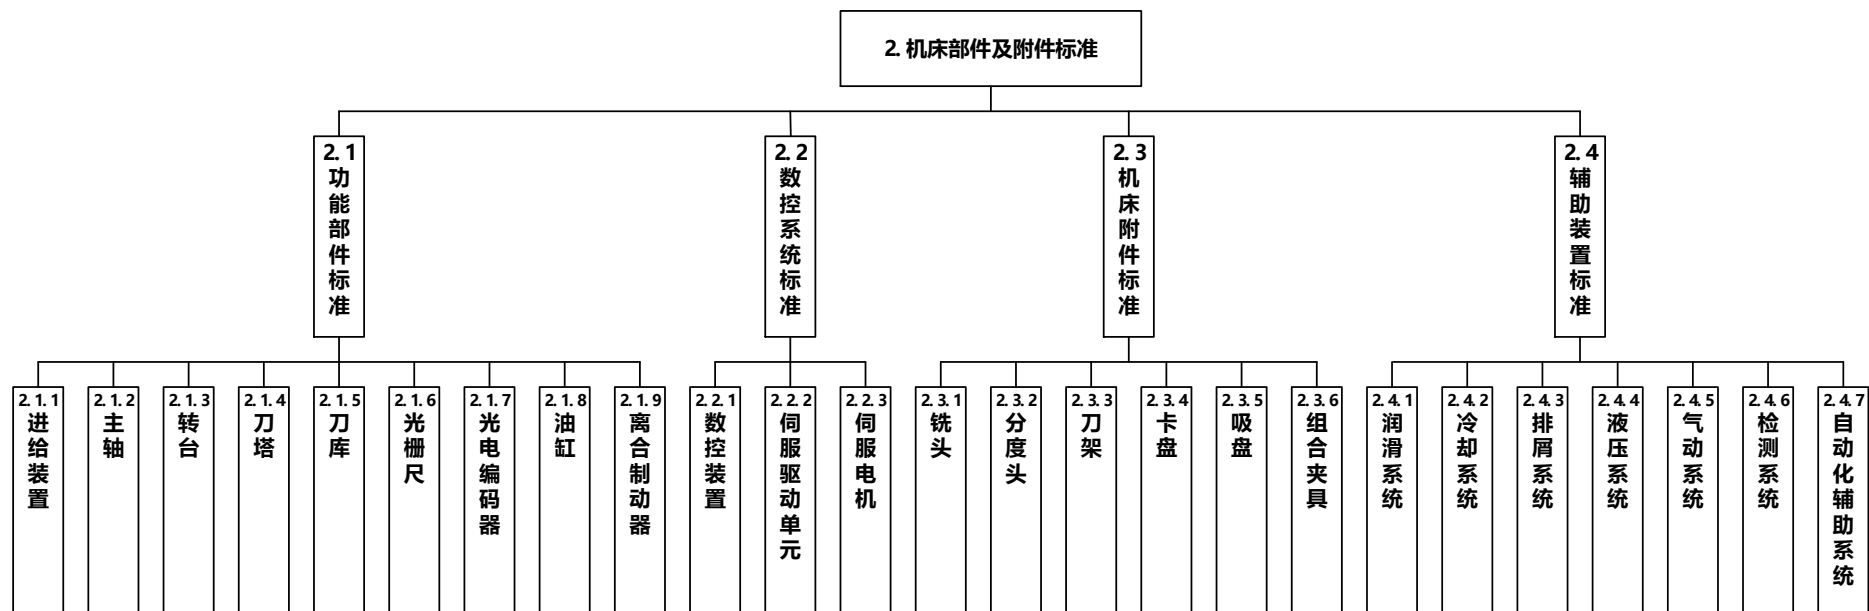 2. 机床部件及附件标准
2. 1 功能部件标准
2. 2 数控系统标准
2. 3 机床附件标准
2. 4 辅助装置标准
2. 1. 1 进给装置
2. 1. 2 主轴
2. 1. 3 转台
2. 1. 4 刀塔
2. 1. 5 刀库
2. 1. 6 光栅尺
2. 1. 7 光电编码器
2. 1. 8 油缸
2. 1. 9 离合制动器
2. 2. 1 数控装置
2. 2. 2 伺服驱动单元
2. 2. 3 伺服电机
2. 3. 1 铣头
2. 3. 2 分度头
2. 3. 3 刀架
2. 3. 4 卡盘
2. 3. 5 吸盘
2. 3. 6 组合夹具
2. 4. 1 润滑系统
2. 4. 2 冷却系统
2. 4. 3 排屑系统
2. 4. 4 液压系统
2. 4. 5 气动系统
2. 4. 6 检测系统
2. 4. 7 自动化辅助系统